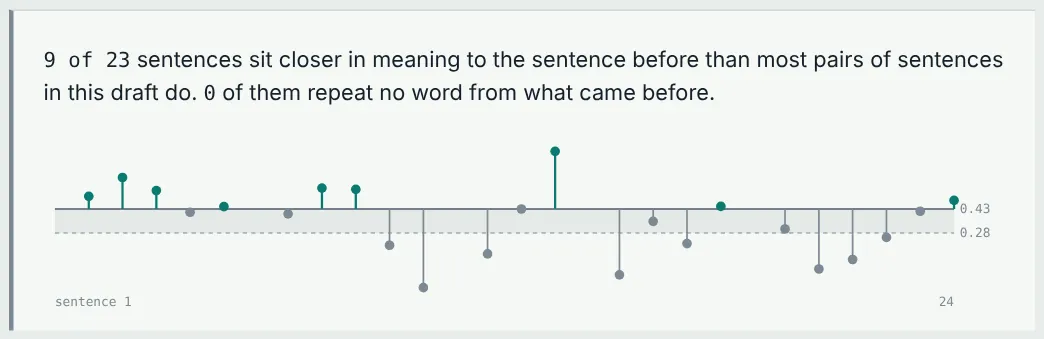 9 of 23 sentences sit closer in meaning to the sentence before than most pairs of sentences
in this draft do. 0 of them repeat no word from what came before.
0.43
0.28
sentence 1
24